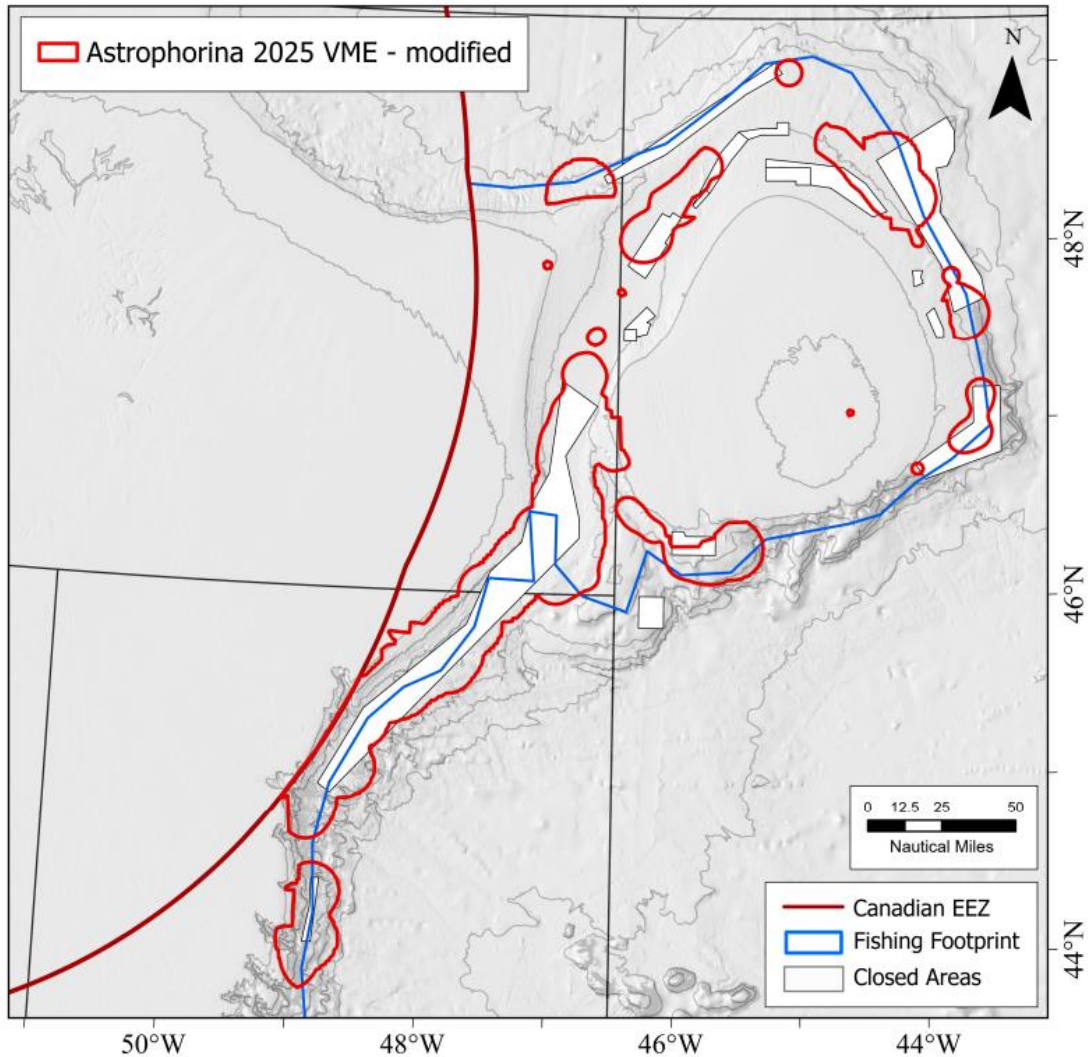 Astrophorina 2025 VME - modified
N
48°N
46°N
0 12.5 25 50
Nautical Miles
Canadian EEZ
Fishing Footprint
Closed Areas
44°N
50°W 48°W 46°W 44°W